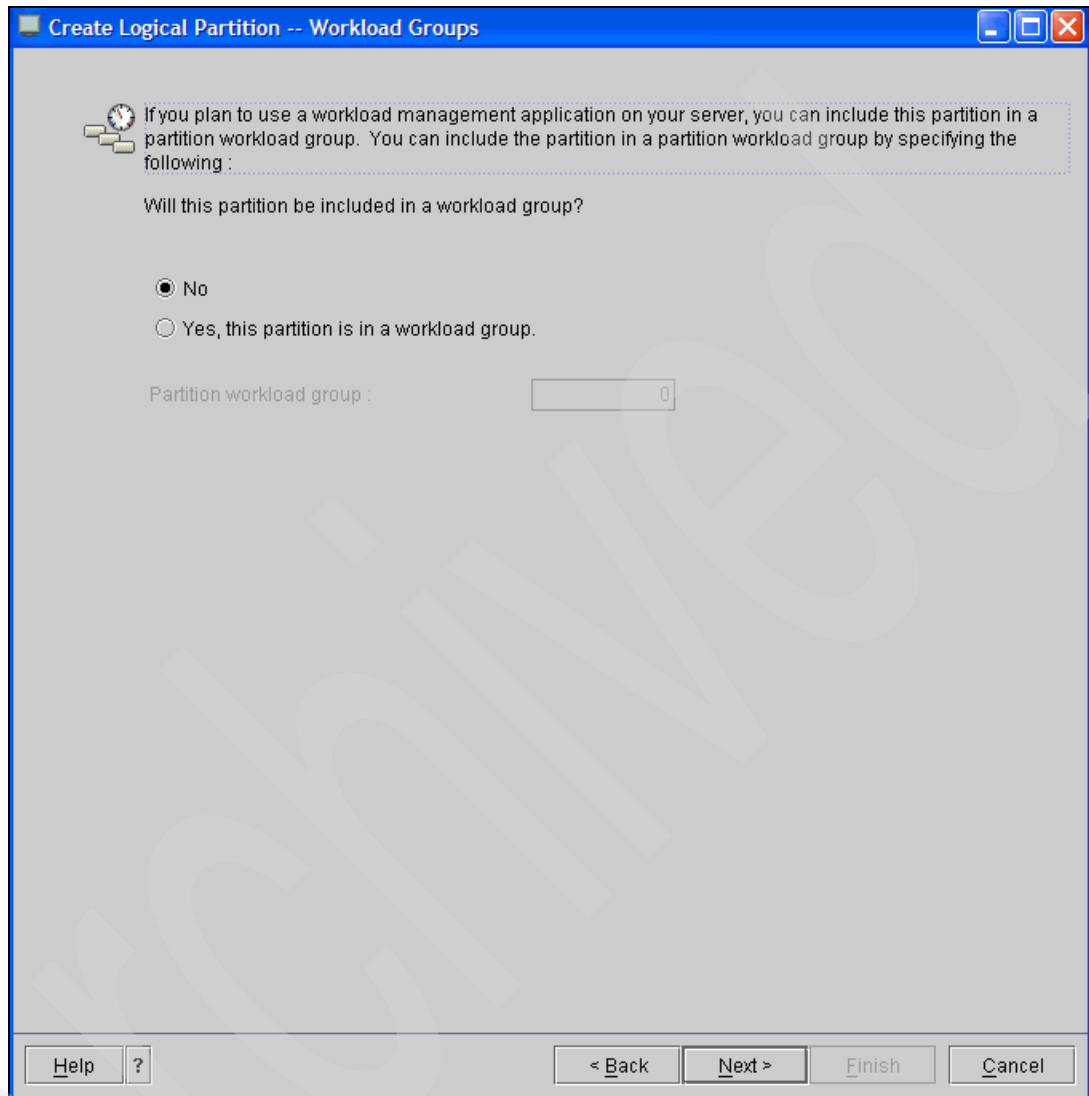 Create Logical Partition -- Workload Groups
If you plan to use a workload management application on your server, you can include this partition in a
partition workload group. You can include the partition in a partition workload group by specifying the
following :
Will this partition be included in a workload group?
No
Yes, this partition is in a workload group.
Partition workload group : 0
Help ? < Back Next > Finish Cancel
rchived